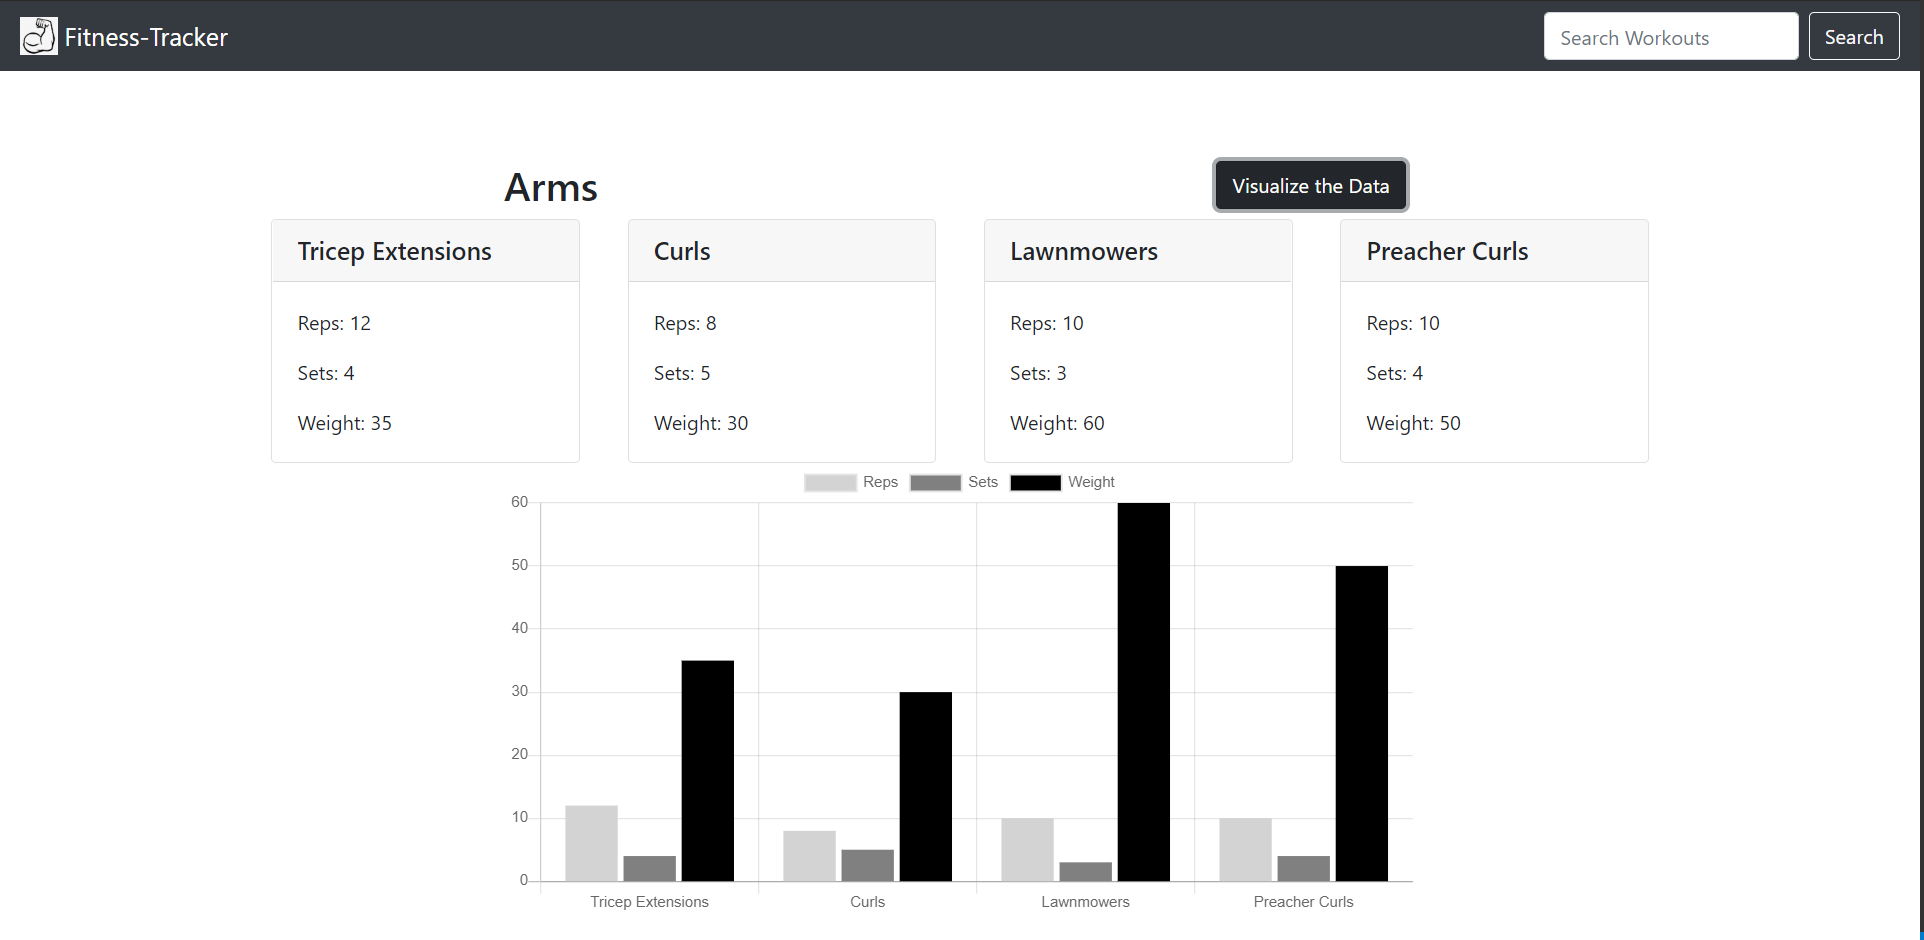 Fitness-Tracker
Search Workouts
Search
Arms
Visualize the Data
Tricep Extensions
Reps: 12
Sets: 4
Weight: 35
Curls
Reps: 8
Sets: 5
Weight: 30
Lawnmowers
Reps: 10
Sets: 3
Weight: 60
Preacher Curls
Reps: 10
Sets: 4
Weight: 50
Reps Sets Weight
60
50
40
30
20
10
0
Tricep Extensions Curls Lawnmowers Preacher Curls